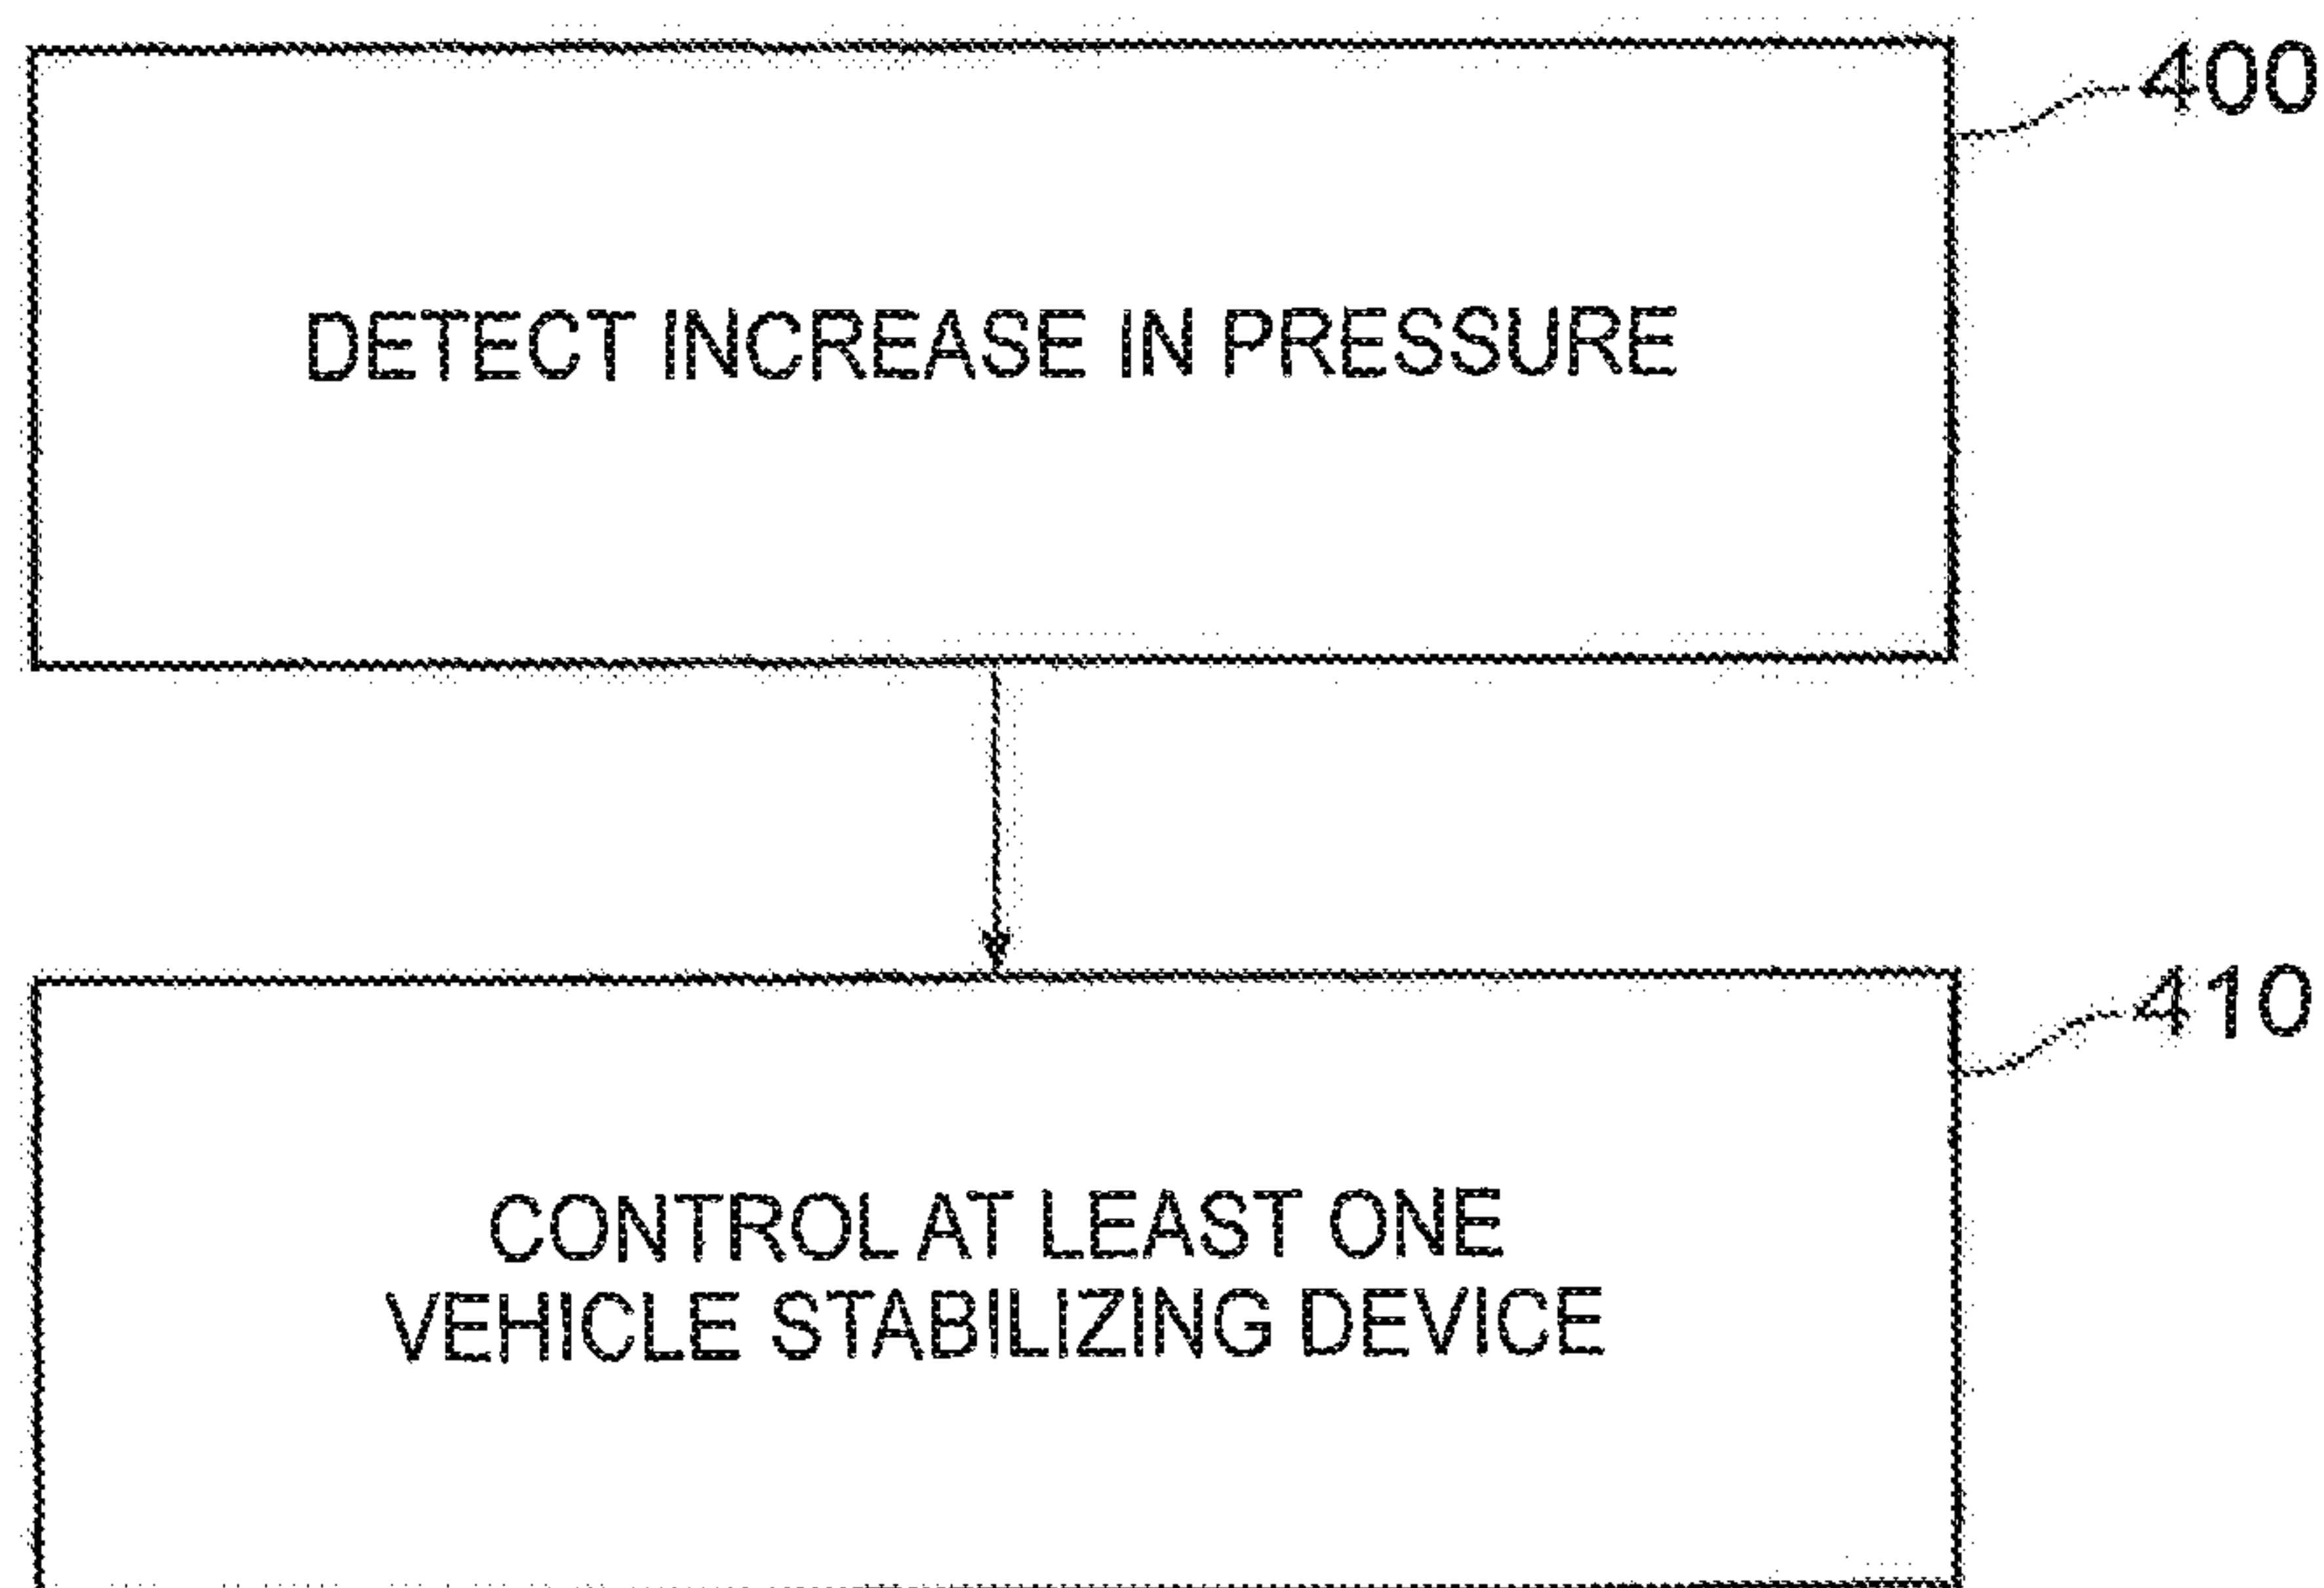 400
DETECT INCREASE IN PRESSURE
410
CONTROL AT LEAST ONE
VEHICLE STABILIZING DEVICE